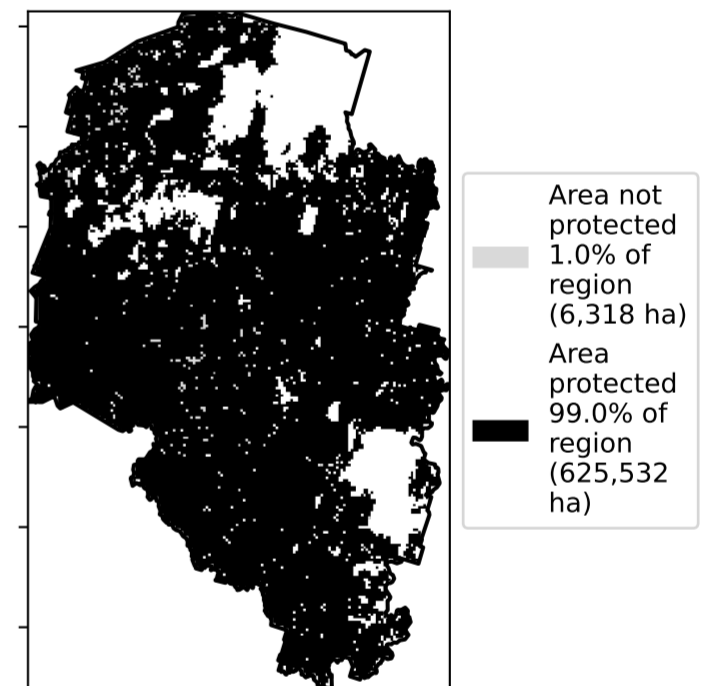 Area not
protected
1.0% of
region
(6,318 ha)
Area
protected
99.0% of
region
(625,532
ha)